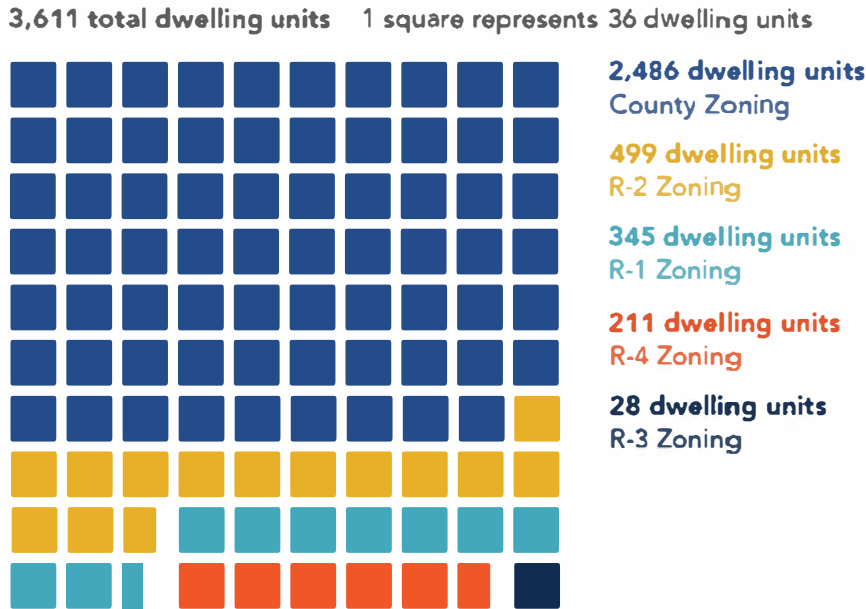 3,611 total dwelling units 1 square represents 36 dwelling units
2,486 dwelling units
County Zoning
499 dwelling units
R-2 Zoning
345 dwelling units
R-1 Zoning
211 dwelling units
R-4 Zoning
28 dwelling units
R-3 Zoning